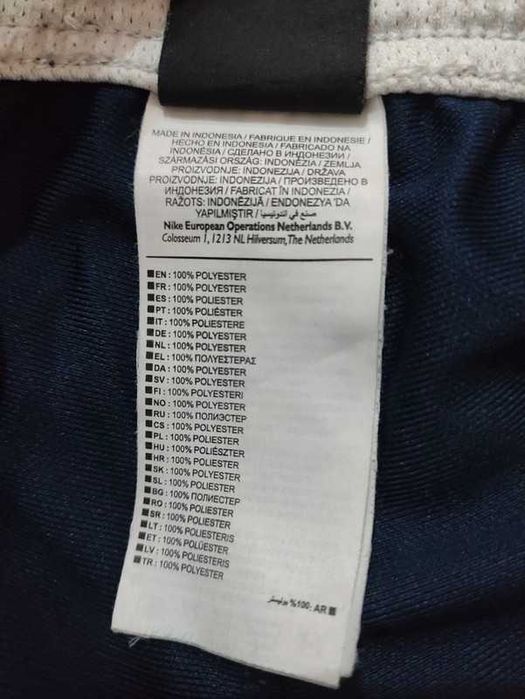 MADE IN INDONESIA / FABRIQUE EN INDONESIE /
HECHO EN INDONESIA / FABRICADO NA
INDONÉSIA / СДЕЛАНО В ИНДОНЕЗИИ /
SZÁRMAZÁSI ORSZÁG: INDONÉZIA / ZEMLJA
PROIZVODNJE: INDONEZIJA / DRŽAVA
PROIZVODNJE: INDONEZIJA / ПРОИЗВЕДЕНО В
ИНДОНЕЗИЯ / FABRICAT ÎN INDONEZIA /
RAŽOTS: INDONĒZIJĀ / ENDONEZYA'DA
YAPILMIŞTIR / صنع في اندونيسيا
Nike European Operations Netherlands B.V.
Colosseum 1, 1213 NL Hilversum, The Netherlands
EN : 100% POLYESTER
FR : 100% POLYESTER
ES : 100% POLIESTER
PT : 100% POLIÉSTER
IT : 100% POLIESTERE
DE : 100% POLYESTER
NL : 100% POLYESTER
EL : 100% ΠΟΛΥΕΣΤΕΡΑΣ
DA : 100% POLYESTER
SV : 100% POLYESTER
FI : 100% POLYESTERI
NO : 100% POLYESTER
RU : 100% ПОЛИЭСТЕР
CS : 100% POLYESTER
PL : 100% POLIESTER
HU : 100% POLIÉSZTER
HR : 100% POLIESTER
SK : 100% POLYESTER
SL : 100% POLIESTER
BG : 100% ПОЛИЕСТЕР
RO : 100% POLIESTER
SR : 100% POLIESTER
LT : 100% POLIESTERIS
ET : 100% POLÜESTER
LV : 100% POLIESTERIS
TR : 100% POLYESTER
AR :100% بوليستر